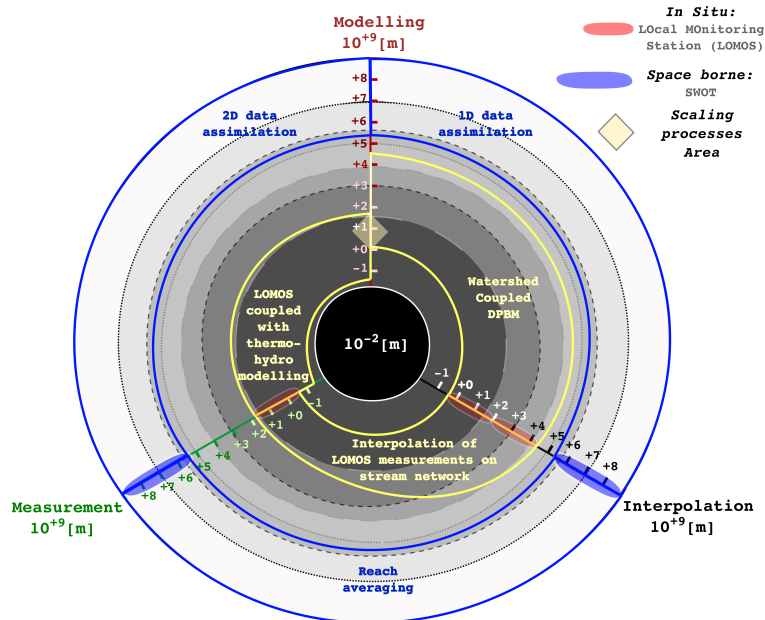 Modelling
10+9[m]
In Situ:
LOcal MOnitoring
Station (LOMOS)
Space borne:
SWOT
Scaling
processes
Area
2D data
assimilation
1D data
assimilation
+8
+7
+6
+5
+4
+3
+2
+1
+0
−1
LOMOS
coupled
with
thermo-
hydro
modelling
Watershed
Coupled
DPBM
10−2[m]
−1
+0
+1
+2
+3
+4
+5
+6
+7
+8
−1
+0
+1
+2
+3
+4
+5
+6
+7
+8
Interpolation of
LOMOS measurements on
stream network
Measurement
10+9[m]
Interpolation
10+9[m]
Reach
averaging